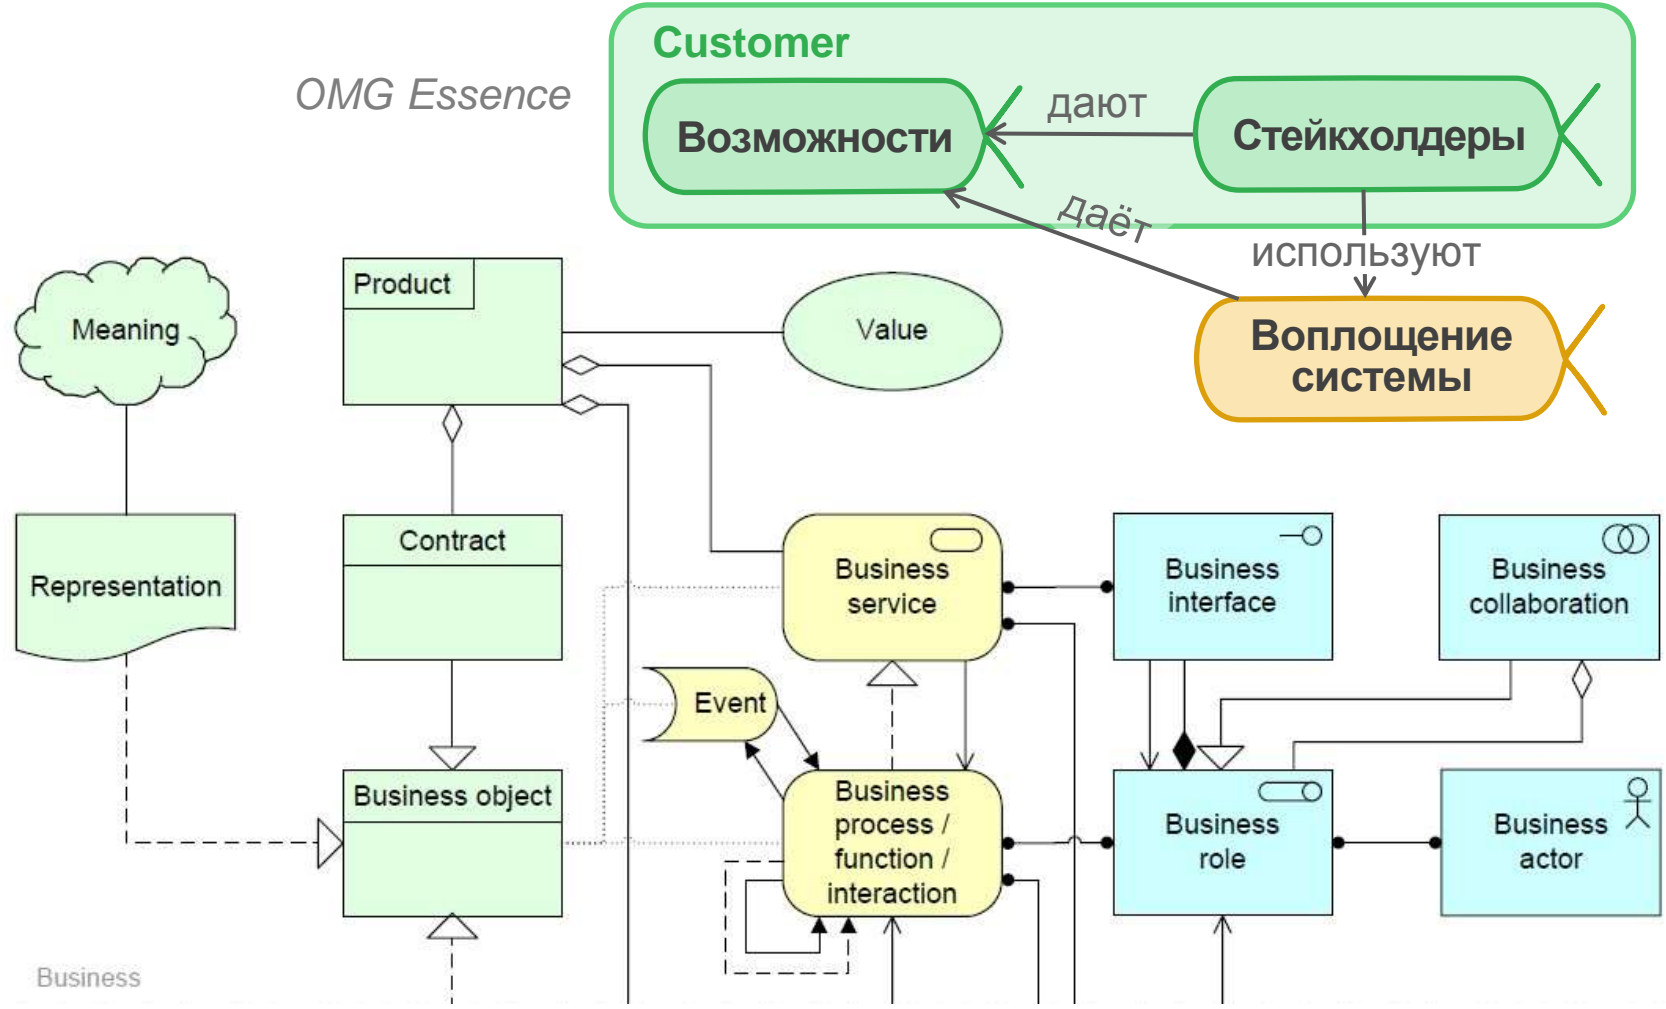 Customer
OMG Essence
Возможности
дают
Стейкхолдеры
даёт
используют
Воплощение
системы
Meaning
Product
Value
Representation
Contract
Business
service
Business
interface
Business
collaboration
Event
Business object
Business
process /
function /
interaction
Business
role
Business
actor
Business